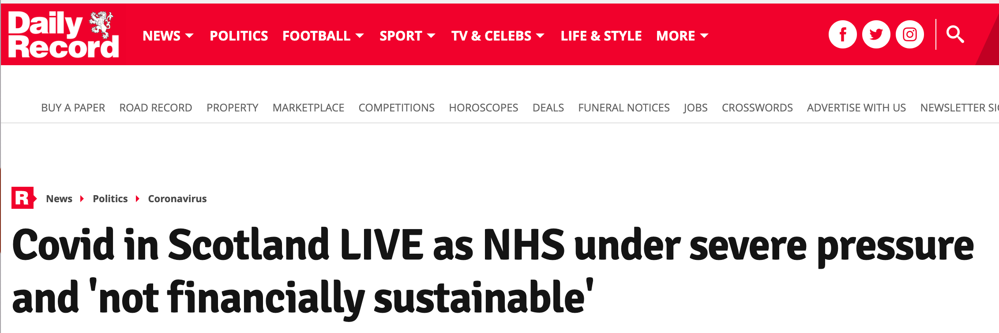 Daily
Record
NEWS POLITICS FOOTBALL SPORT TV & CELEBS LIFE & STYLE MORE
BUY A PAPER ROAD RECORD PROPERTY MARKETPLACE COMPETITIONS HOROSCOPES DEALS FUNERAL NOTICES JOBS CROSSWORDS ADVERTISE WITH US NEWSLETTER
R News Politics Coronavirus
Covid in Scotland LIVE as NHS under severe pressure
and 'not financially sustainable'